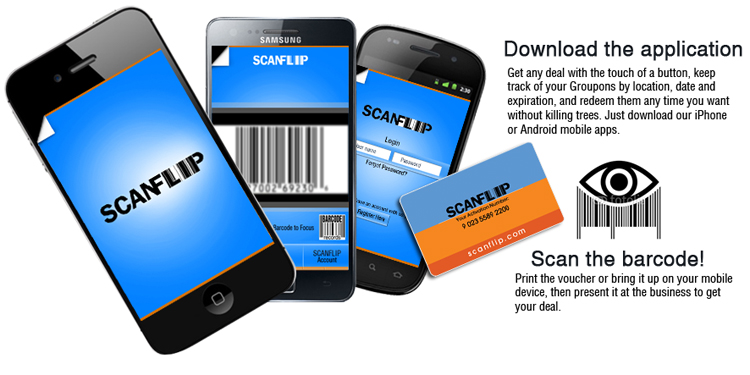 SCANFLIP
SAMSUNG
SCANFLIP
7002 69230 4
Barcode to Focus
BARCODE
SCANFLIP
Account
2:30
SCANFLIP
Login
name
Password
Forgot Password?
have an account with
Register Here
SCANFLIP
Your Activation Number:
9 023 5589 2200
scanflip.com
Download the application
Get any deal with the touch of a button, keep
track of your Groupons by location, date and
expiration, and redeem them any time you want
without killing trees. Just download our iPhone
or Android mobile apps.
Scan the barcode!
Print the voucher or bring it up on your mobile
device, then present it at the business to get
your deal.